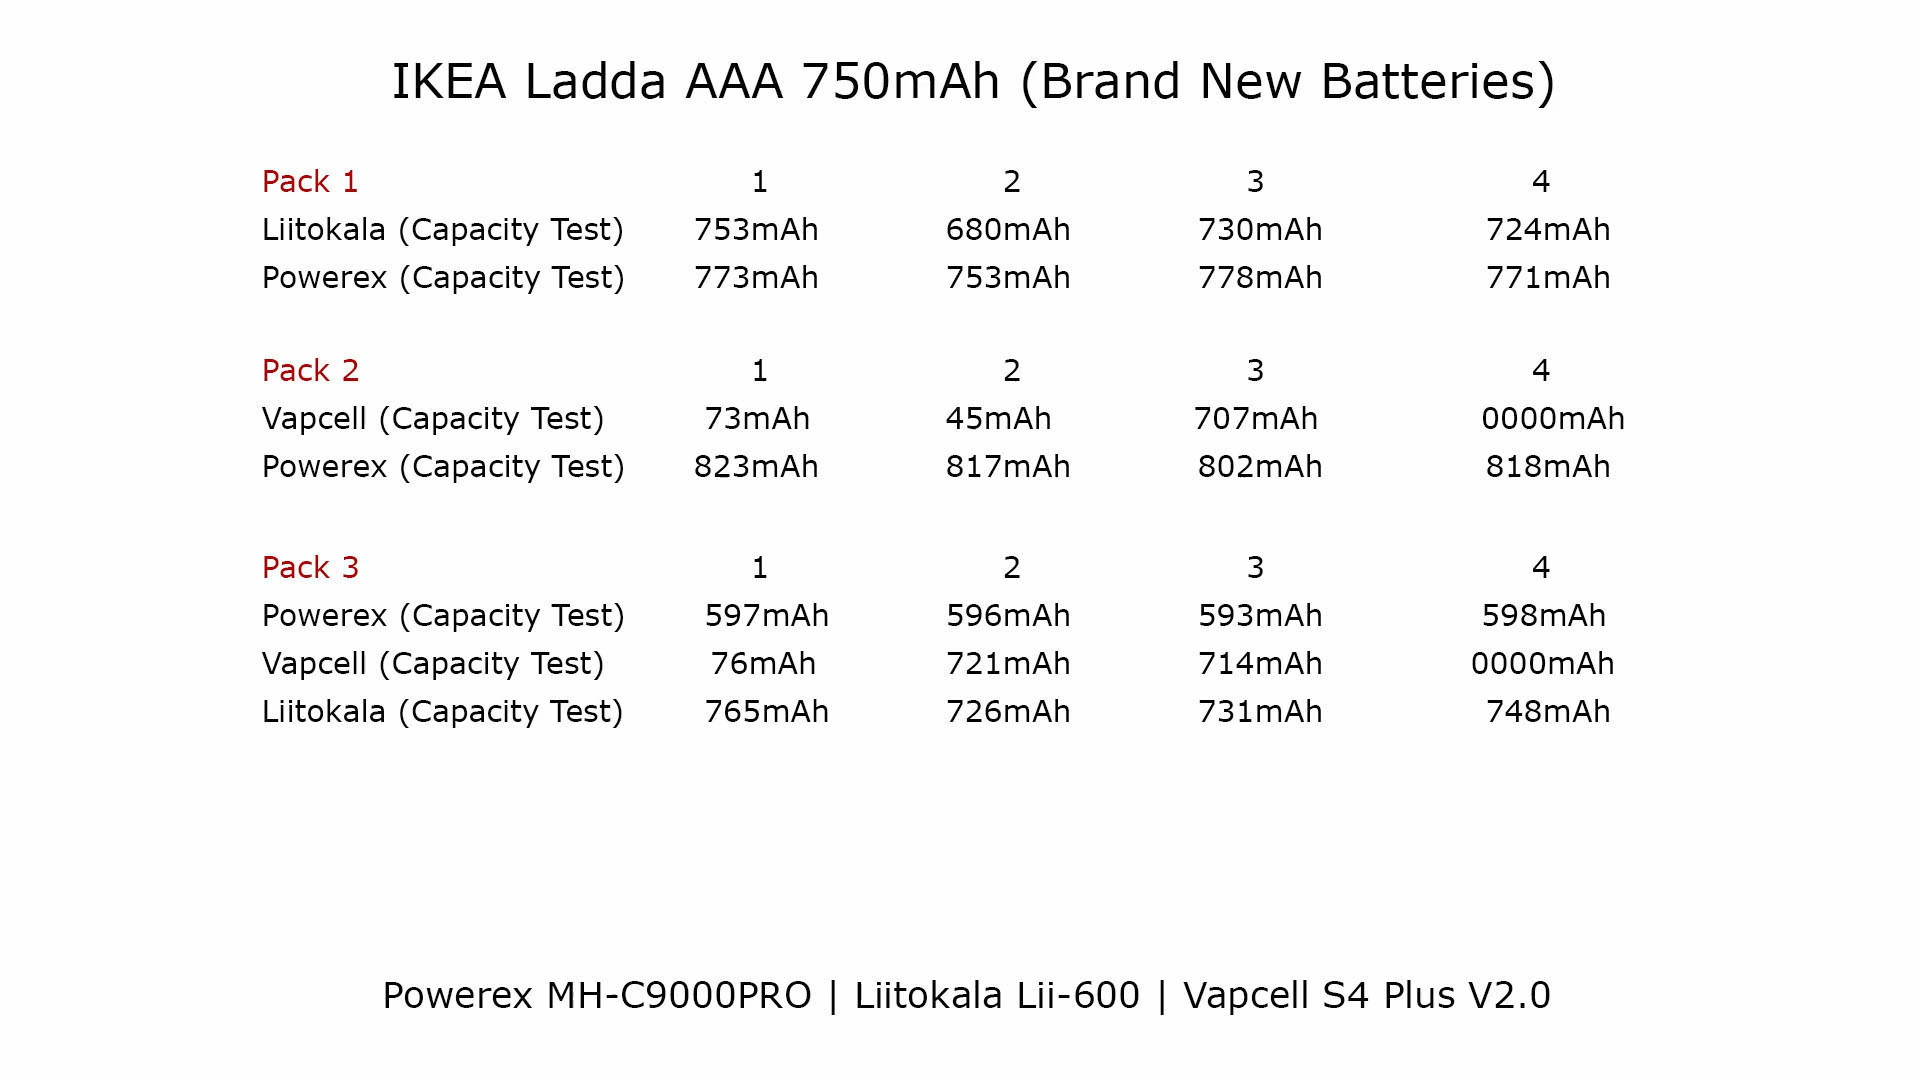 IKEA Ladda AAA 750mAh (Brand New Batteries)
Pack 1 1 2 3 4
Liitokala (Capacity Test) 753mAh 680mAh 730mAh 724mAh
Powerex (Capacity Test) 773mAh 753mAh 778mAh 771mAh
Pack 2 1 2 3 4
Vapcell (Capacity Test) 73mAh 45mAh 707mAh 0000mAh
Powerex (Capacity Test) 823mAh 817mAh 802mAh 818mAh
Pack 3 1 2 3 4
Powerex (Capacity Test) 597mAh 596mAh 593mAh 598mAh
Vapcell (Capacity Test) 76mAh 721mAh 714mAh 0000mAh
Liitokala (Capacity Test) 765mAh 726mAh 731mAh 748mAh
Powerex MH-C9000PRO | Liitokala Lii-600 | Vapcell S4 Plus V2.0